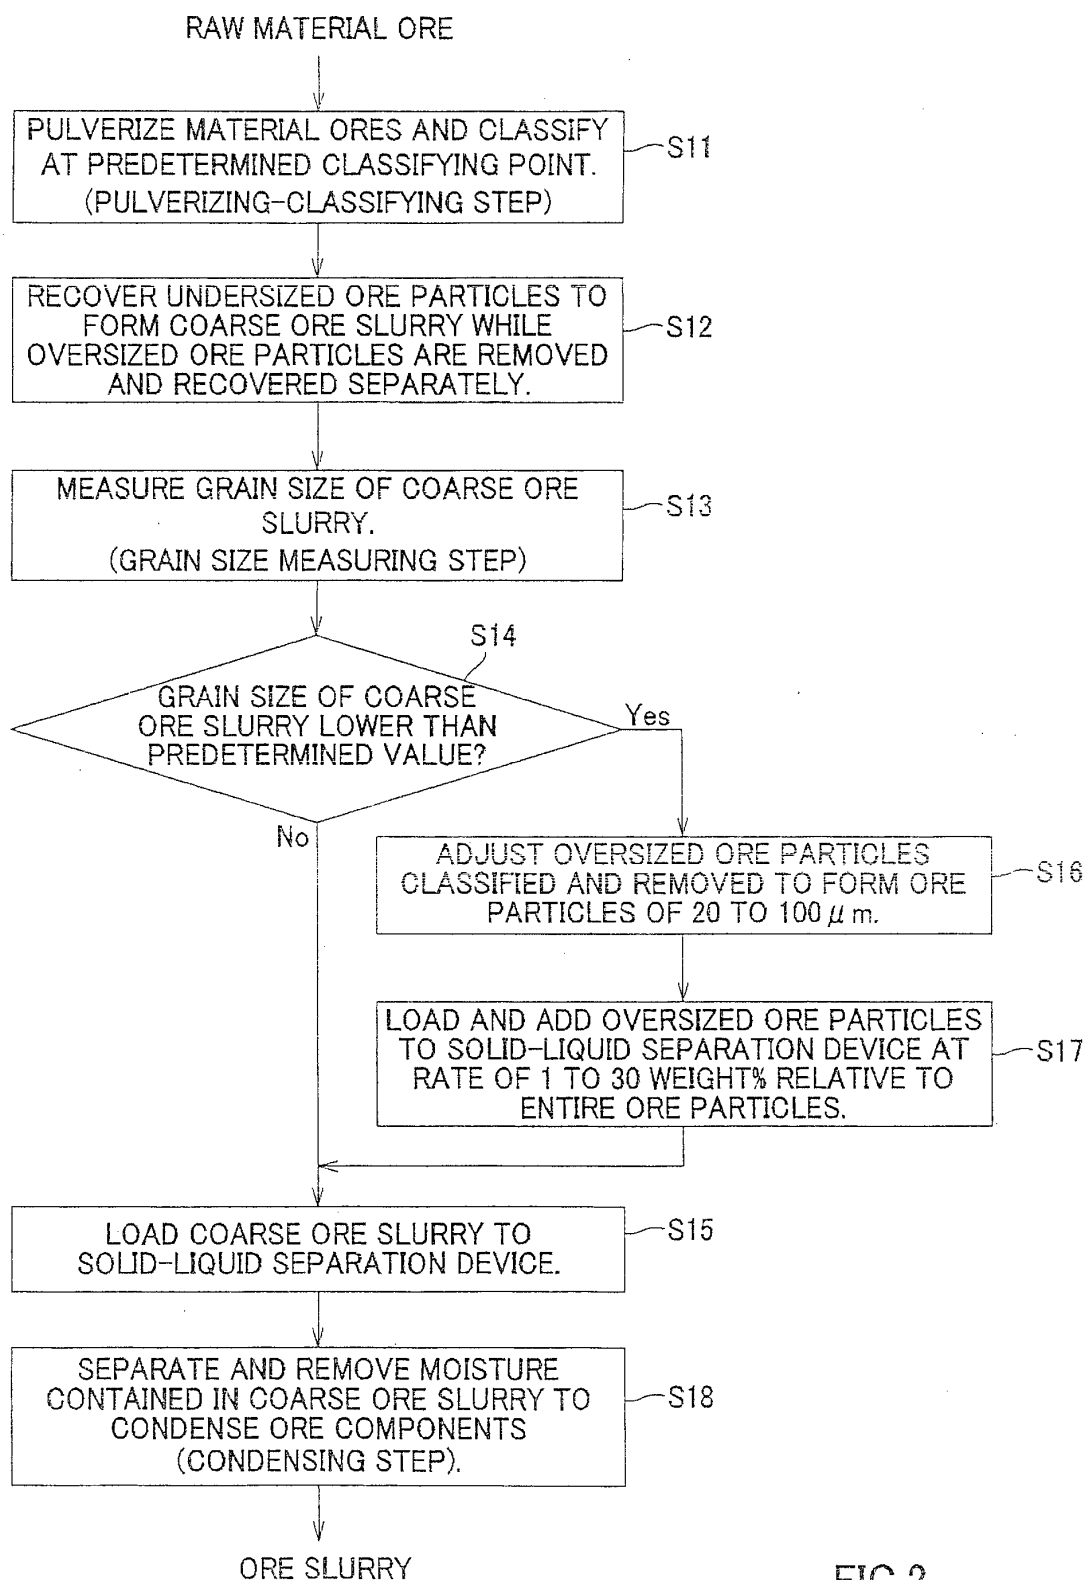 RAW MATERIAL ORE
PULVERIZE MATERIAL ORES AND CLASSIFY
AT PREDETERMINED CLASSIFYING POINT.
(PULVERIZING-CLASSIFYING STEP)
S11
RECOVER UNDERSIZED ORE PARTICLES TO
FORM COARSE ORE SLURRY WHILE
OVERSIZED ORE PARTICLES ARE REMOVED
AND RECOVERED SEPARATELY.
S12
MEASURE GRAIN SIZE OF COARSE ORE
SLURRY.
(GRAIN SIZE MEASURING STEP)
S13
S14
GRAIN SIZE OF COARSE
ORE SLURRY LOWER THAN
PREDETERMINED VALUE?
Yes
No
ADJUST OVERSIZED ORE PARTICLES
CLASSIFIED AND REMOVED TO FORM ORE
PARTICLES OF 20 TO 100 μm.
S16
LOAD AND ADD OVERSIZED ORE PARTICLES
TO SOLID-LIQUID SEPARATION DEVICE AT
RATE OF 1 TO 30 WEIGHT% RELATIVE TO
ENTIRE ORE PARTICLES.
S17
LOAD COARSE ORE SLURRY TO
SOLID-LIQUID SEPARATION DEVICE.
S15
SEPARATE AND REMOVE MOISTURE
CONTAINED IN COARSE ORE SLURRY TO
CONDENSE ORE COMPONENTS
(CONDENSING STEP).
S18
ORE SLURRY
FIG.2